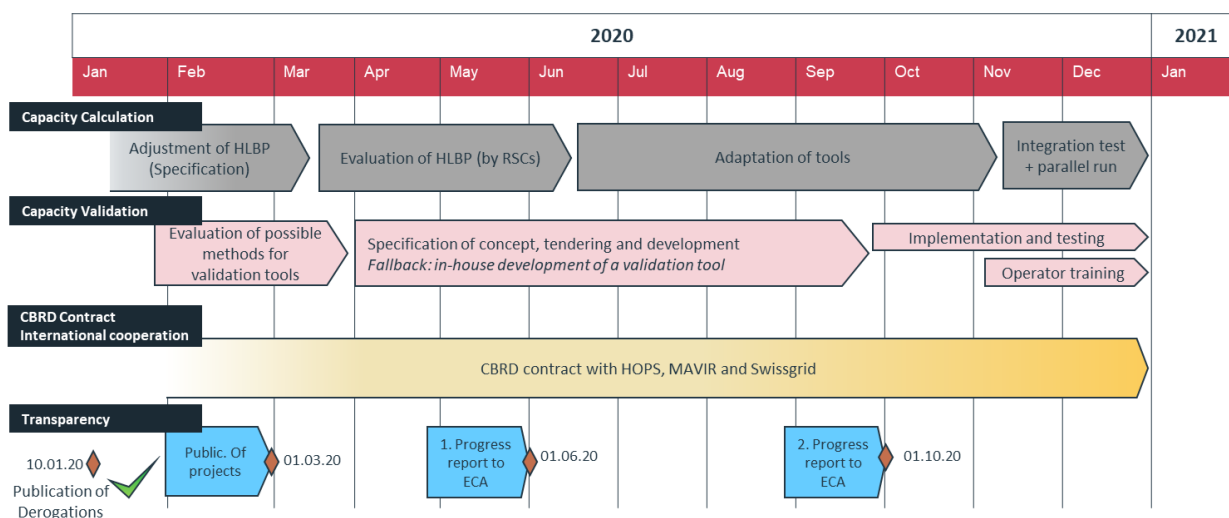 2020
2021
Jan
Feb
Mar
Apr
May
Jun
Jul
Aug
Sep
Oct
Nov
Dec
Jan
Capacity Calculation
Adjustment of HLBP
(Specification)
Evaluation of HLBP (by RSCs)
Adaptation of tools
Integration test
+ parallel run
Capacity Validation
Evaluation of possible
methods for
validation tools
Specification of concept, tendering and development
Fallback: in-house development of a validation tool
Implementation and testing
Operator training
CBRD Contract
International cooperation
CBRD contract with HOPS, MAVIR and Swissgrid
Transparency
10.01.20
Publication of
Derogations
Public. Of
projects
01.03.20
1. Progress
report to
ECA
01.06.20
2. Progress
report to
ECA
01.10.20